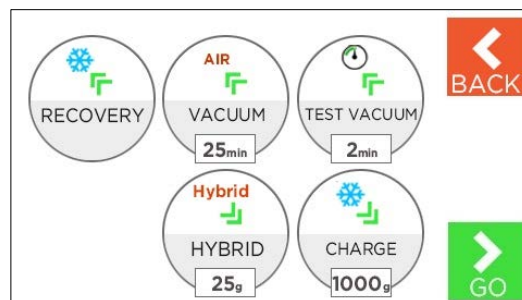 AIR
RECOVERY VACUUM TEST VACUUM
25min 2min
BACK
Hybrid
HYBRID CHARGE
25g 1000g
GO